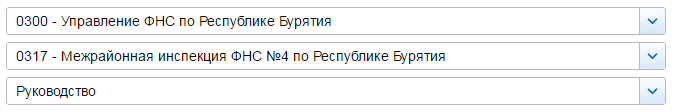 0300 - Управление ФНС по Республике Бурятия
0317 - Межрайонная инспекция ФНС №4 по Республике Бурятия
Руководство